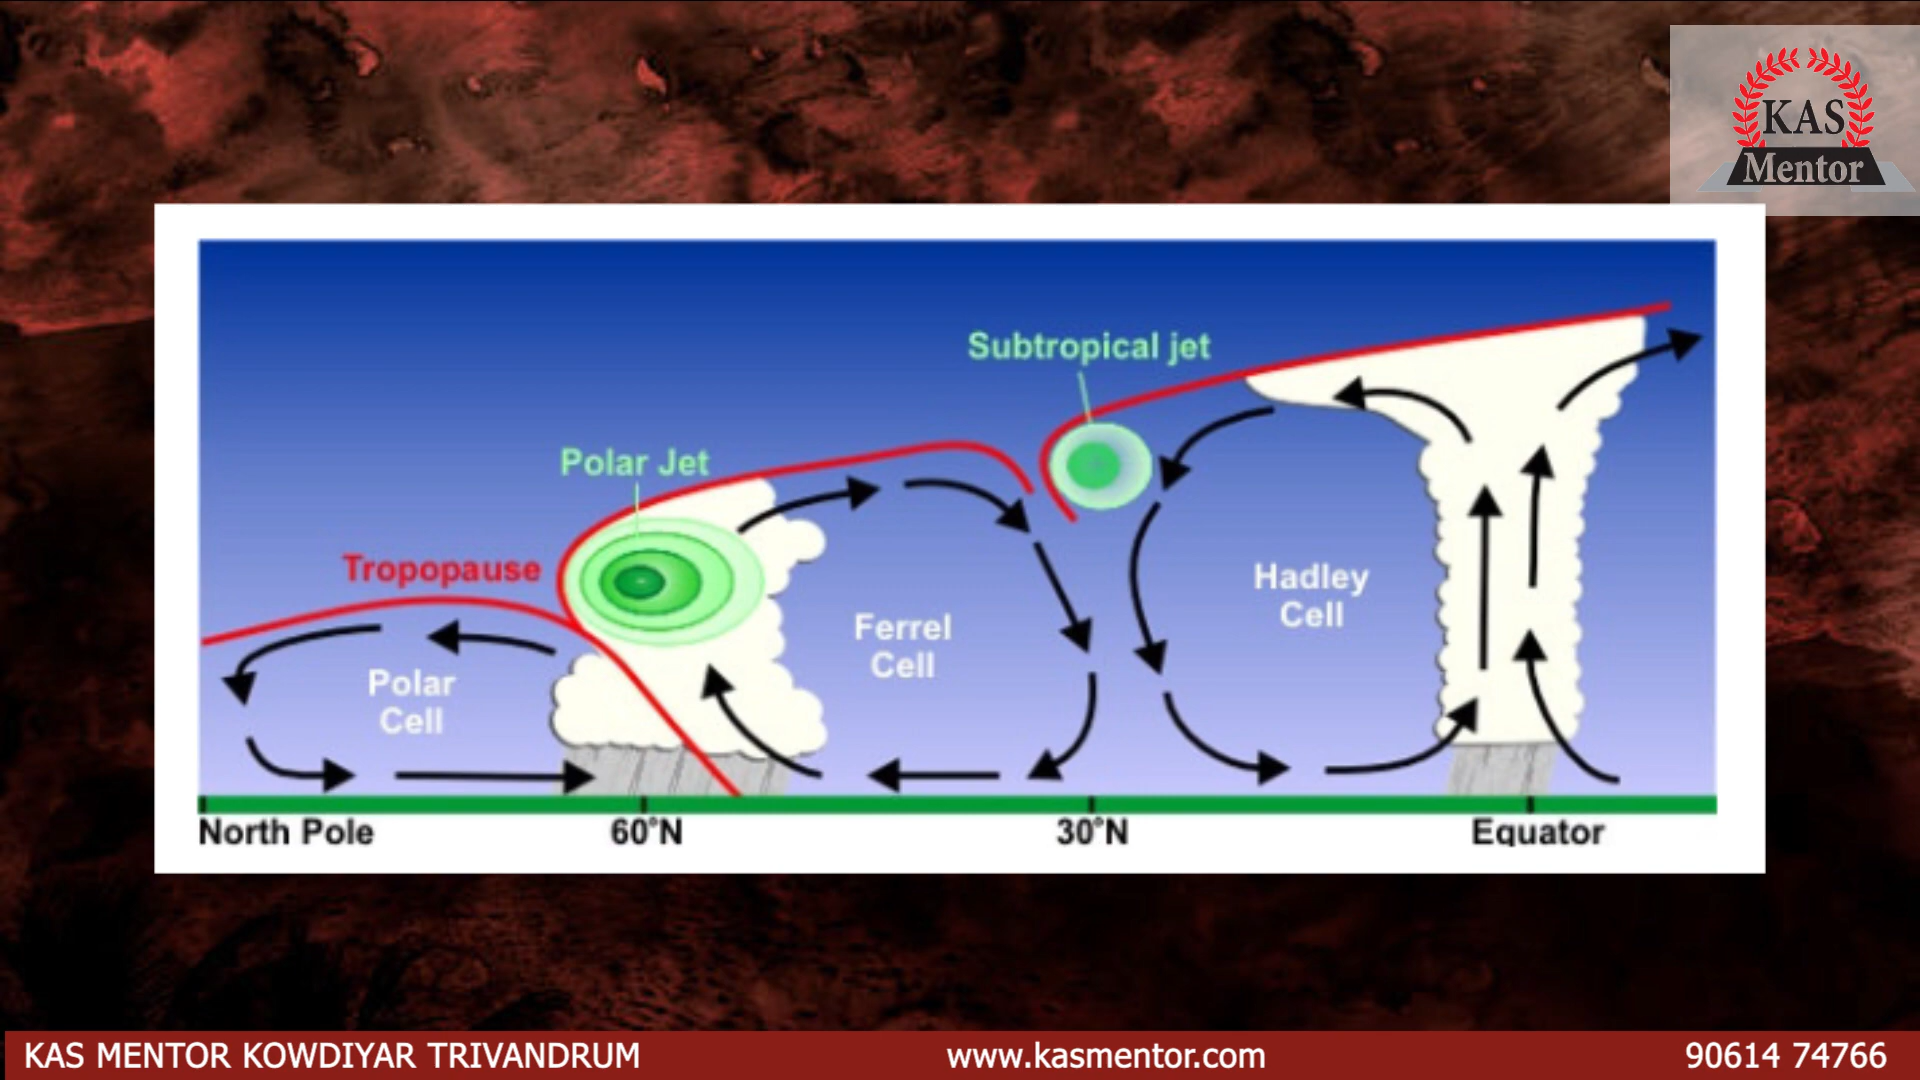 KAS
Mentor
Subtropical jet
Polar Jet
Tropopause
Hadley
Cell
Ferrel
Cell
Polar
Cell
North Pole
60°N
30°N
Equator
KAS MENTOR KOWDIYAR TRIVANDRUM
www.kasmentor.com
90614 74766